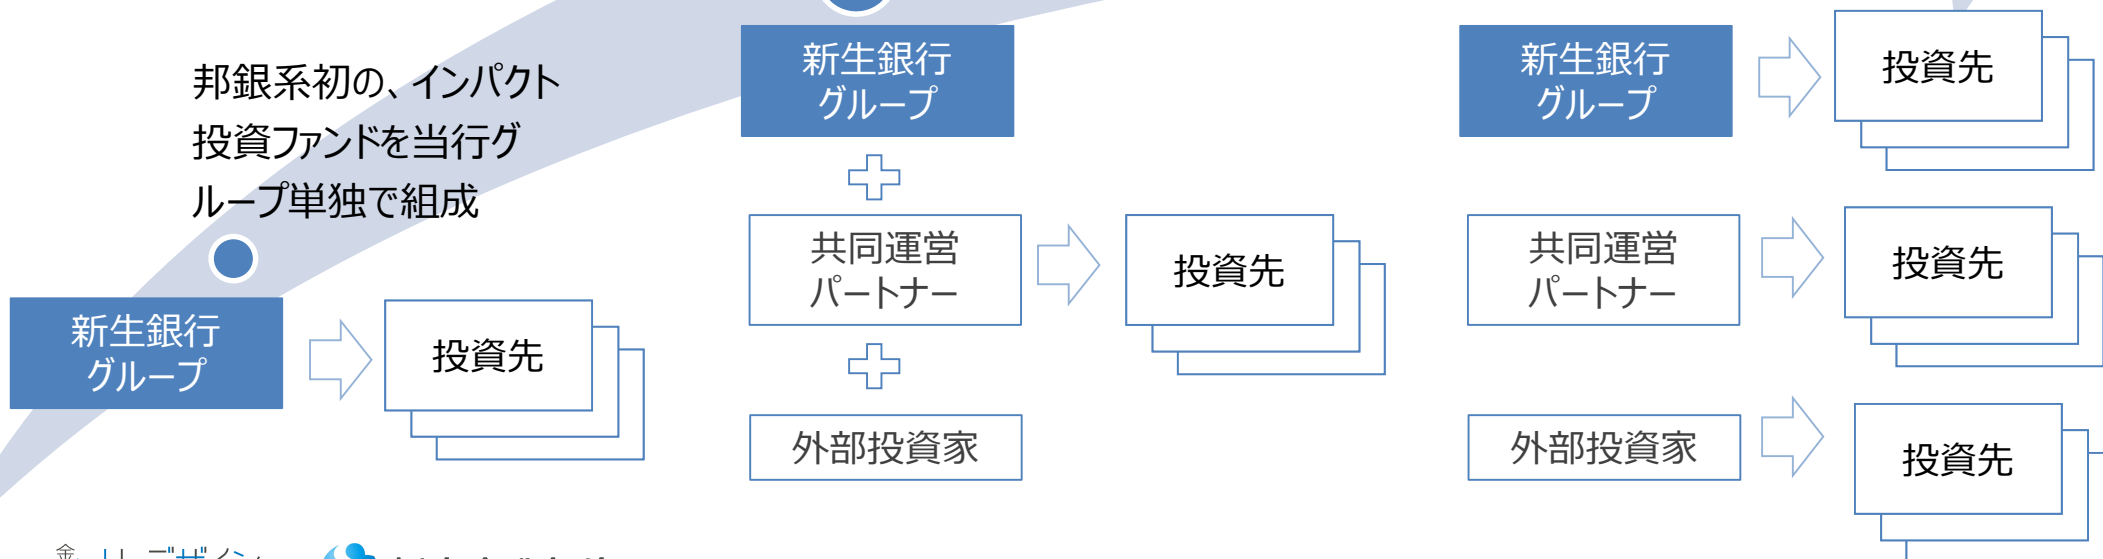 邦銀系初の、インパクト
投資ファンドを当行グ
ループ単独で組成
新生銀行
グループ
投資先
新生銀行
グループ
共同運営
パートナー
外部投資家
投資先
新生銀行
グループ
投資先
共同運営
パートナー
投資先
外部投資家
投資先